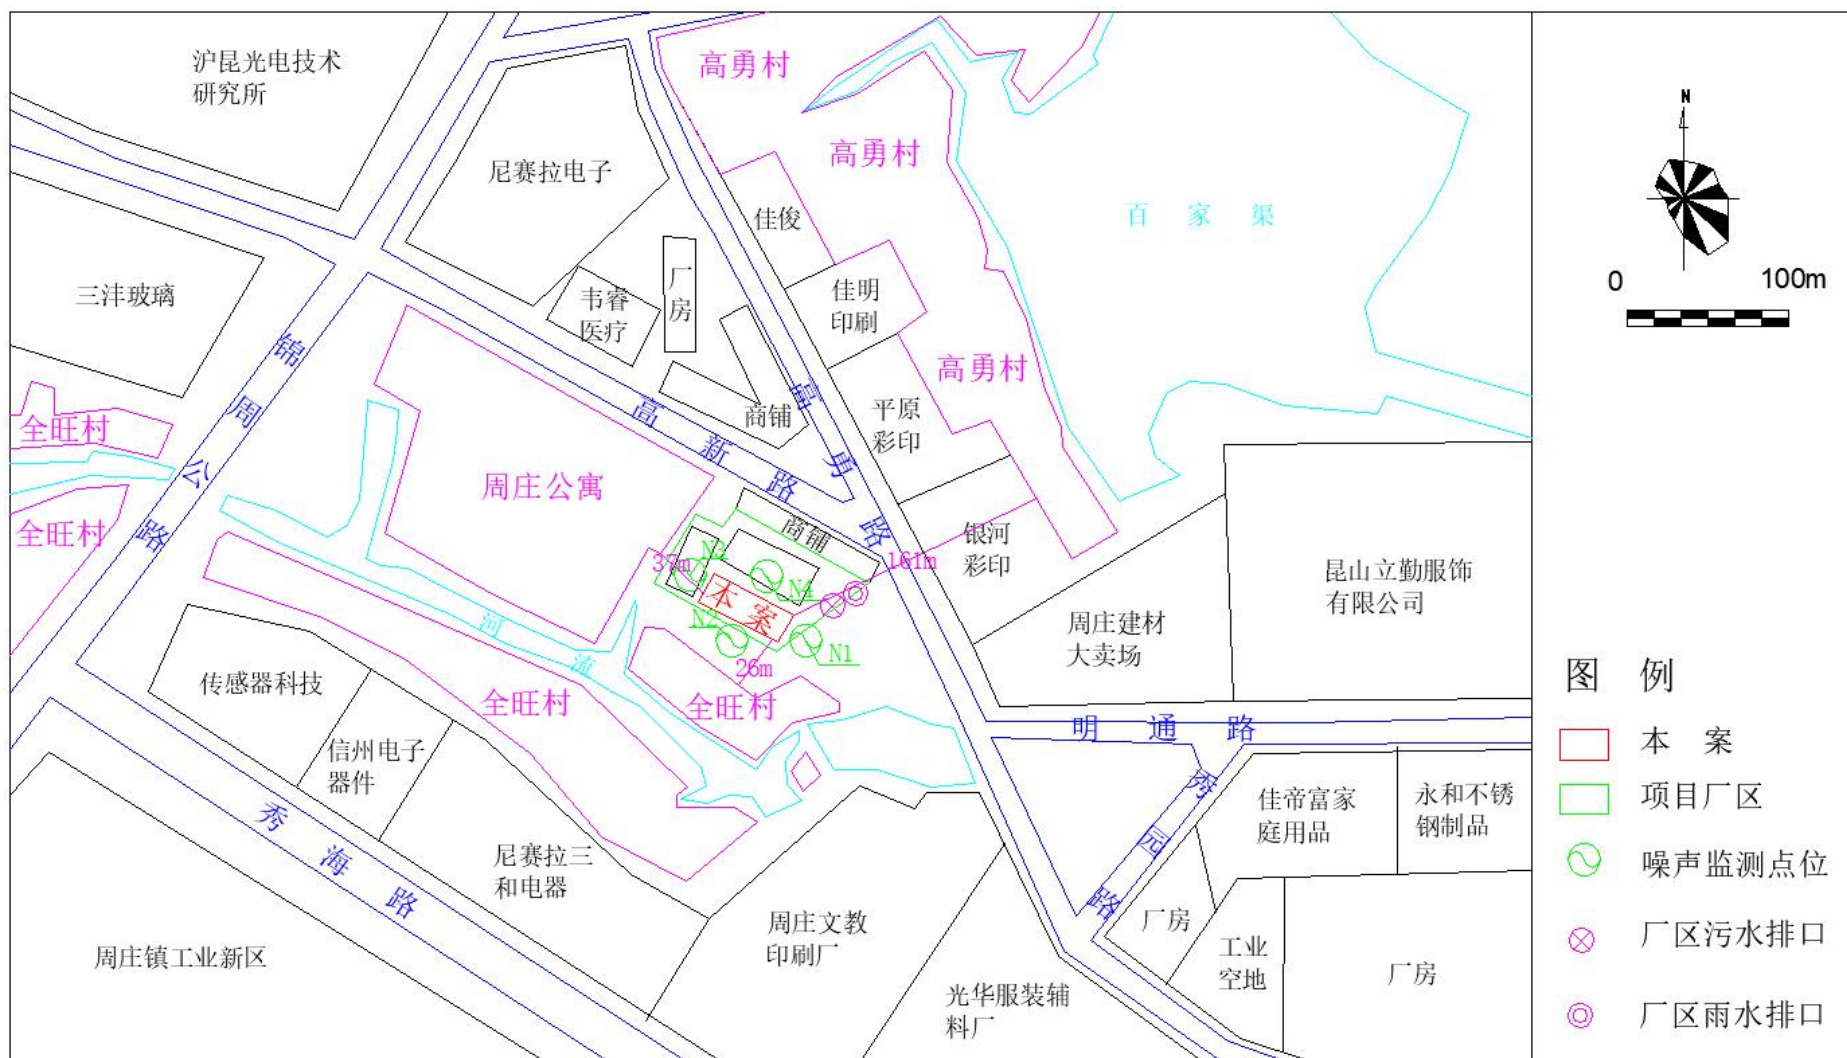 沪昆光电技术
研究所
高勇村
尼赛拉电子
高勇村
佳俊
百家渠
三沣玻璃
韦睿
医疗
厂
房
佳明
印刷
高勇村
商铺
平原
彩印
锦周公路
高新路
富勇路
全旺村
全旺村
周庄公寓
商铺
银河
彩印
昆山立勤服饰
有限公司
37m
N3
N4
161m
本案
N2
N1
26m
河流
周庄建材
大卖场
传感器科技
全旺村
全旺村
明通路
信州电子
器件
秀海路
尼赛拉三
和电器
秀园路
佳帝富家
庭用品
永和不锈
钢制品
周庄镇工业新区
周庄文教
印刷厂
厂房
工业
空地
厂房
光华服装辅
料厂
N
0 100m
图 例
本 案
项目厂区
噪声监测点位
厂区污水排口
厂区雨水排口